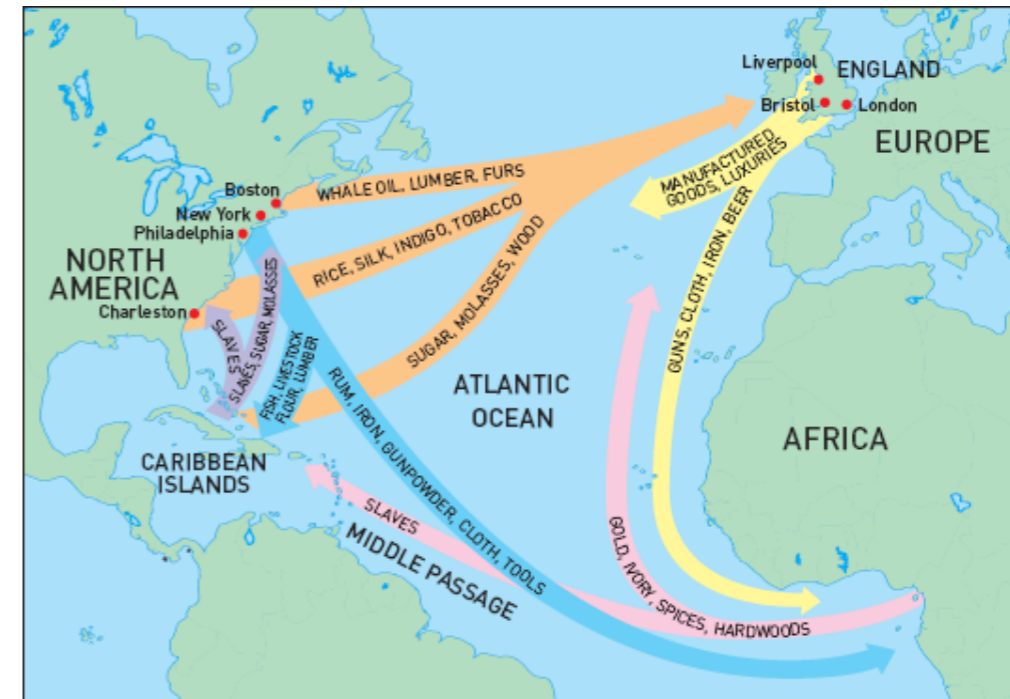 Liverpool
ENGLAND
Bristol
London
EUROPE
MANUFACTURED
GOODS, LUXURIES
WHALE OIL, LUMBER, FURS
Boston
New York
Philadelphia
RICE, SILK, INDIGO, TOBACCO
NORTH
AMERICA
Charleston
SLAVES
SLAVES, SUGAR, MOLASSES
FISH, LIVESTOCK
FLOUR, LUMBER
SUGAR, MOLASSES, WOOD
GUNS, CLOTH, IRON, BEER
RUM, IRON, GUNPOWDER, CLOTH, TOOLS
ATLANTIC
OCEAN
AFRICA
CARIBBEAN
ISLANDS
SLAVES
MIDDLE PASSAGE
GOLD, IVORY, SPICES, HARDWOODS